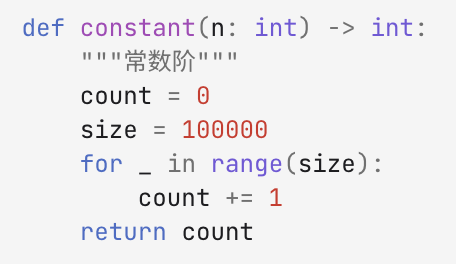 def constant(n: int) -> int:
    """常数阶"""
    count = 0
    size = 100000
    for _ in range(size):
        count += 1
    return count